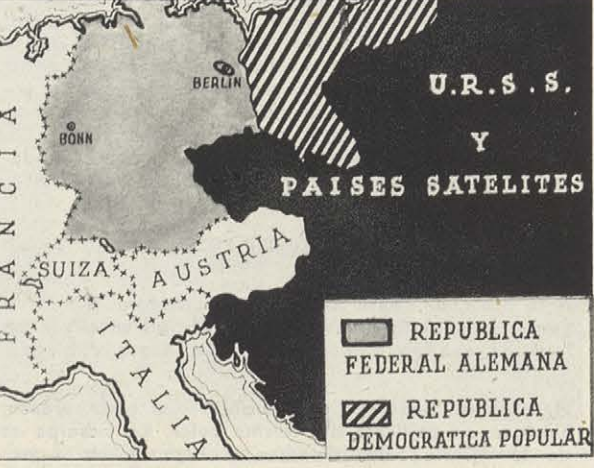 BERLIN
U.R.S.S.
BONN
Y
PAISES SATELITES
FRANCIA
SUIZA
AUSTRIA
ITALIA
REPUBLICA
FEDERAL ALEMANA
REPUBLICA
DEMOCRATICA POPULAR